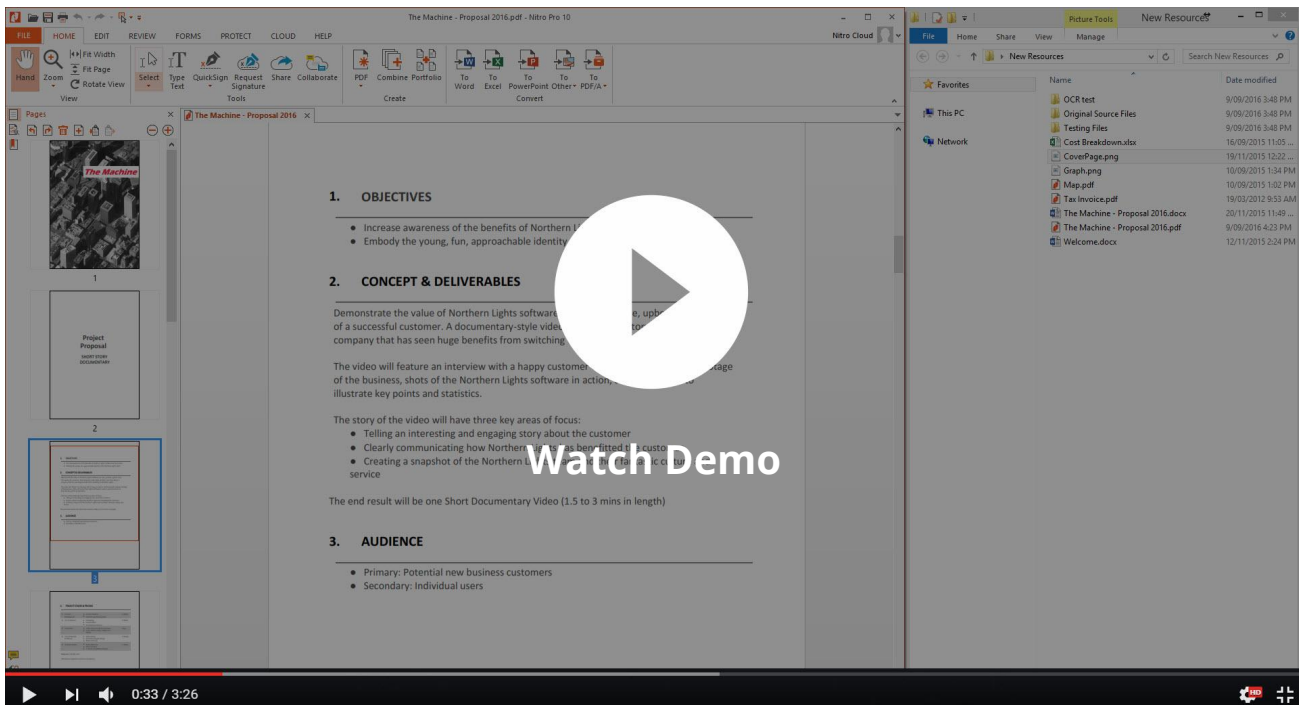 The Machine - Proposal 2016.pdf - Nitro Pro 10
FILE HOME EDIT REVIEW FORMS PROTECT CLOUD HELP
Nitro Cloud
Hand
Zoom
Fit Width
Fit Page
Rotate View
View
Select
Type Text
QuickSign
Request Signature
Share
Collaborate
Tools
PDF
Combine
Portfolio
Create
To Word
To Excel
To PowerPoint
To Other
To PDF/A
Convert
Pages
The Machine - Proposal 2016
The Machine
1
Project
Proposal
SHORT STORY
DOCUMENTARY
2
3
1. OBJECTIVES
• Increase awareness of the benefits of Northern
• Embody the young, fun, approachable identity
2. CONCEPT & DELIVERABLES
Demonstrate the value of Northern Lights software
of a successful customer. A documentary-style
company that has seen huge benefits from switching
The video will feature an interview with a happy customer
of the business, shots of the Northern Lights software in action,
illustrate key points and statistics.
The story of the video will have three key areas of focus:
• Telling an interesting and engaging story about the customer
• Clearly communicating how Northern Lights has benefitted the
• Creating a snapshot of the Northern
service
Watch Demo
The end result will be one Short Documentary Video (1.5 to 3 mins in length)
3. AUDIENCE
• Primary: Potential new business customers
• Secondary: Individual users
Picture Tools New Resources
File Home Share View Manage
New Resources
Search New Resources
Favorites
This PC
Network
Name Date modified
OCR test 9/09/2016 3:48 PM
Original Source Files 9/09/2016 3:48 PM
Testing Files 9/09/2016 3:48 PM
Cost Breakdown.xlsx 16/09/2015 11:05 ...
CoverPage.png 19/11/2015 12:22 ...
Graph.png 10/09/2015 1:34 PM
Map.pdf 10/09/2015 1:02 PM
Tax Invoice.pdf 19/03/2012 9:53 AM
The Machine - Proposal 2016.docx 20/11/2015 11:49 ...
The Machine - Proposal 2016.pdf 9/09/2016 4:23 PM
Welcome.docx 12/11/2015 2:24 PM
0:33 / 3:26
HD